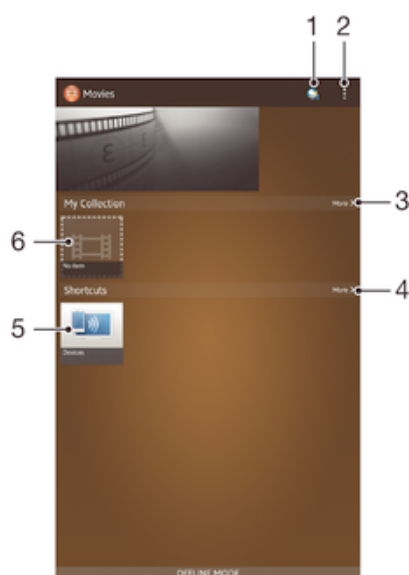 1 2
Movies
My Collection More 3
6
No item
Shortcuts More 4
5
Devices
OFFLINE MODE